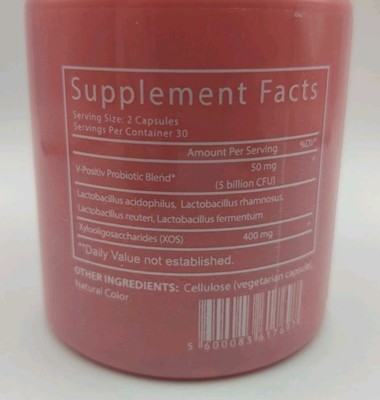 Supplement Facts
Serving Size: 2 Capsules
Servings Per Container 30
Amount Per Serving %DV*
V-Positiv Probiotic Blend* 50 mg
(5 billion CFU)
Lactobacillus acidophilus, Lactobacillus rhamnosus,
Lactobacillus reuteri, Lactobacillus fermentum
Xylooligosaccharides (XOS) 400 mg
**Daily Value not established.
OTHER INGREDIENTS: Cellulose (vegetarian capsule),
Natural Color